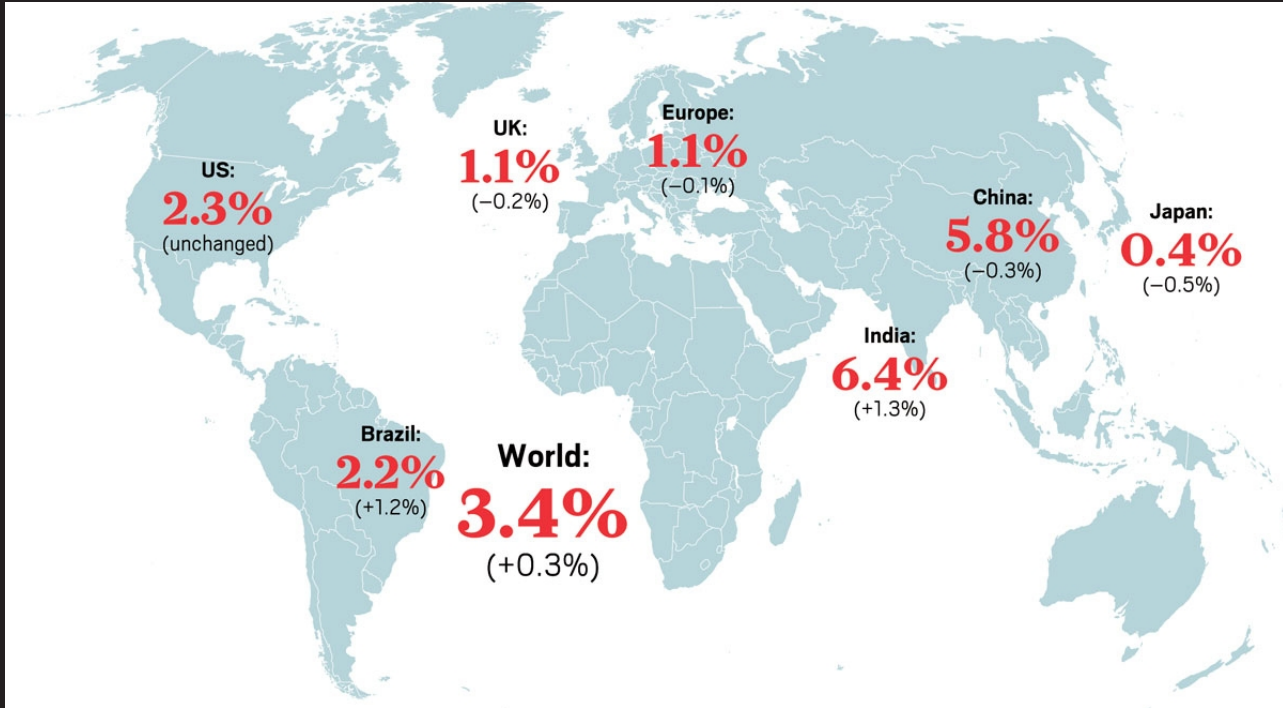 US:
2.3%
(unchanged)
UK:
1.1%
(−0.2%)
Europe:
1.1%
(−0.1%)
China:
5.8%
(−0.3%)
Japan:
0.4%
(−0.5%)
India:
6.4%
(+1.3%)
Brazil:
2.2%
(+1.2%)
World:
3.4%
(+0.3%)